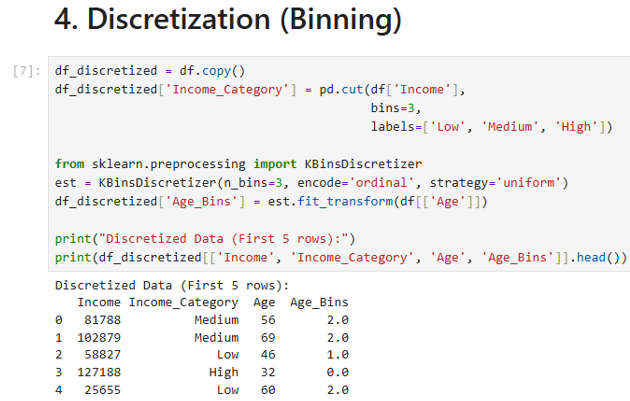 4. Discretization (Binning)
[7]: df_discretized = df.copy()
df_discretized['Income_Category'] = pd.cut(df['Income'],
bins=3,
labels=['Low', 'Medium', 'High'])
from sklearn.preprocessing import KBinsDiscretizer
est = KBinsDiscretizer(n_bins=3, encode='ordinal', strategy='uniform')
df_discretized['Age_Bins'] = est.fit_transform(df[['Age']])
print("Discretized Data (First 5 rows):")
print(df_discretized[['Income', 'Income_Category', 'Age', 'Age_Bins']].head())
Discretized Data (First 5 rows):
Income Income_Category Age Age_Bins
0 81788 Medium 56 2.0
1 102879 Medium 69 2.0
2 58827 Low 46 1.0
3 127188 High 32 0.0
4 25655 Low 60 2.0